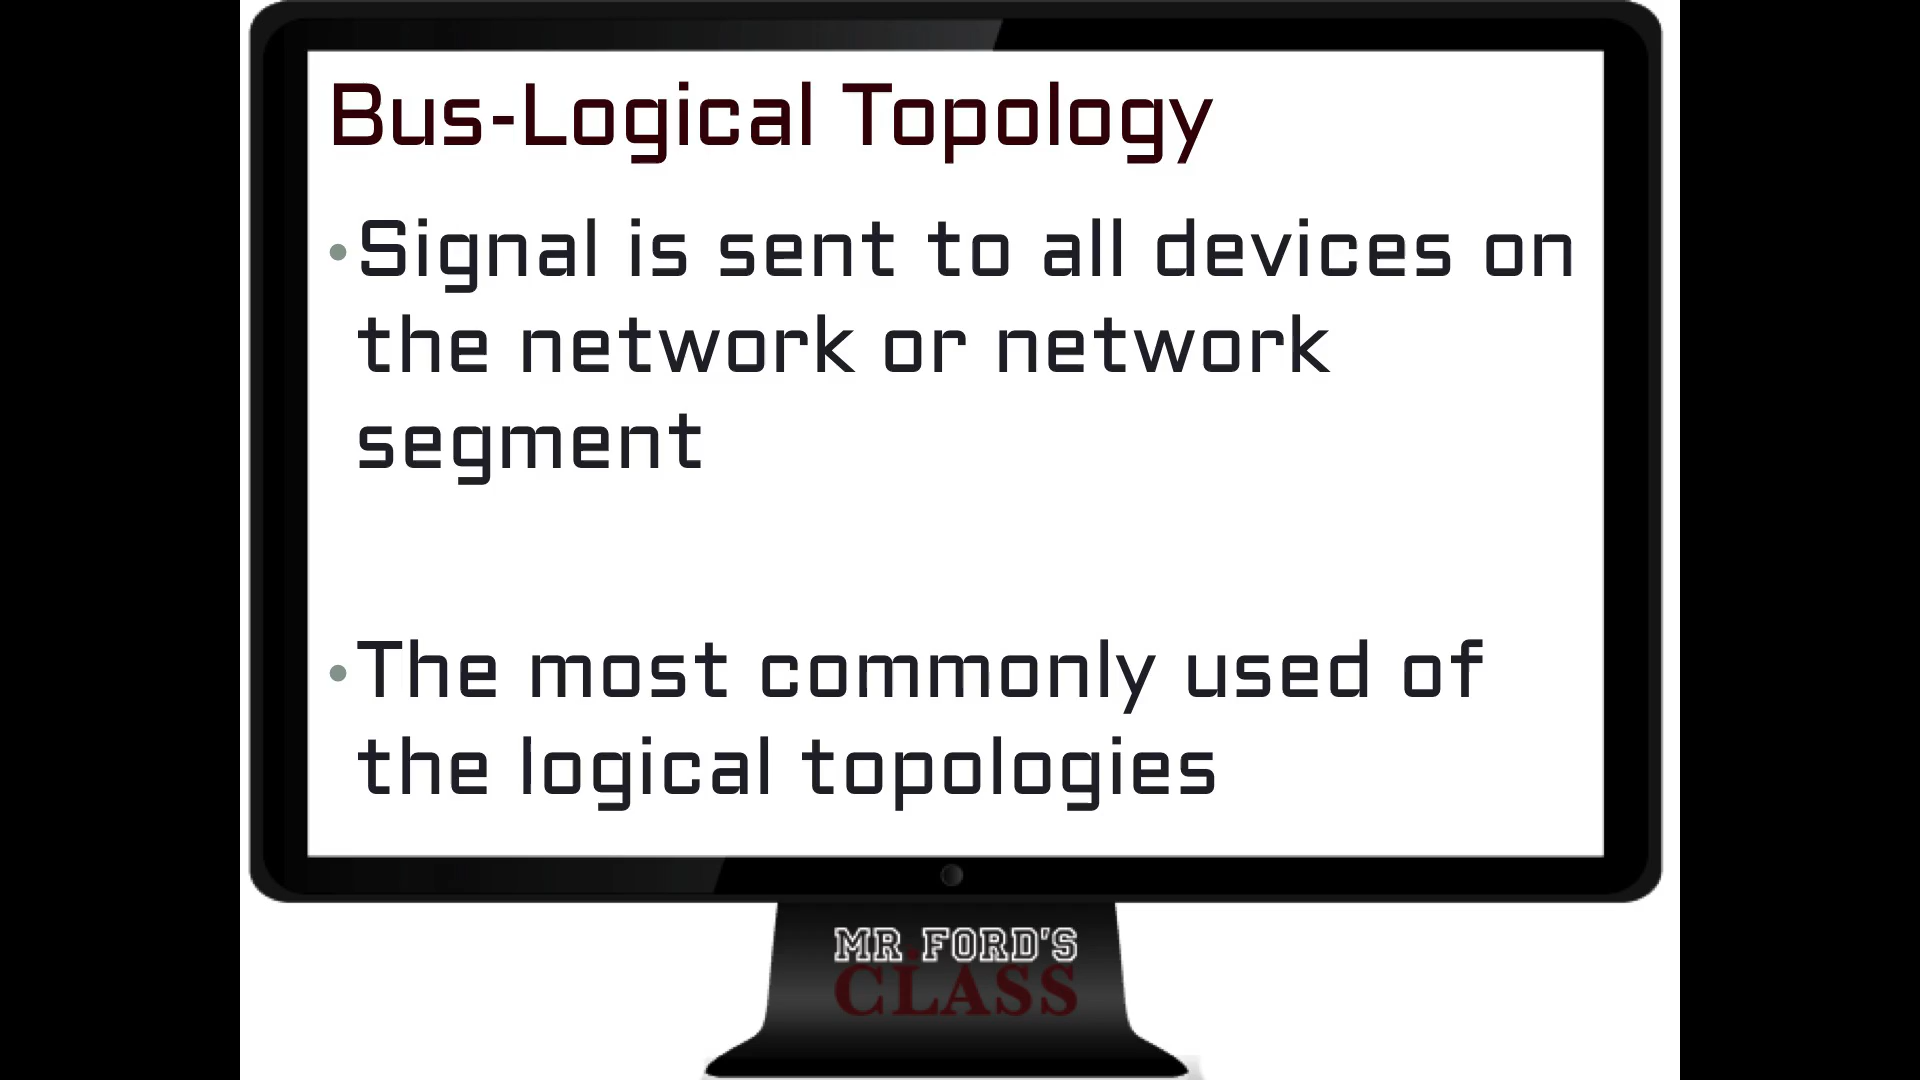 Bus-Logical Topology
•Signal is sent to all devices on
the network or network
segment
•The most commonly used of
the logical topologies
MR FORD'S
CLASS